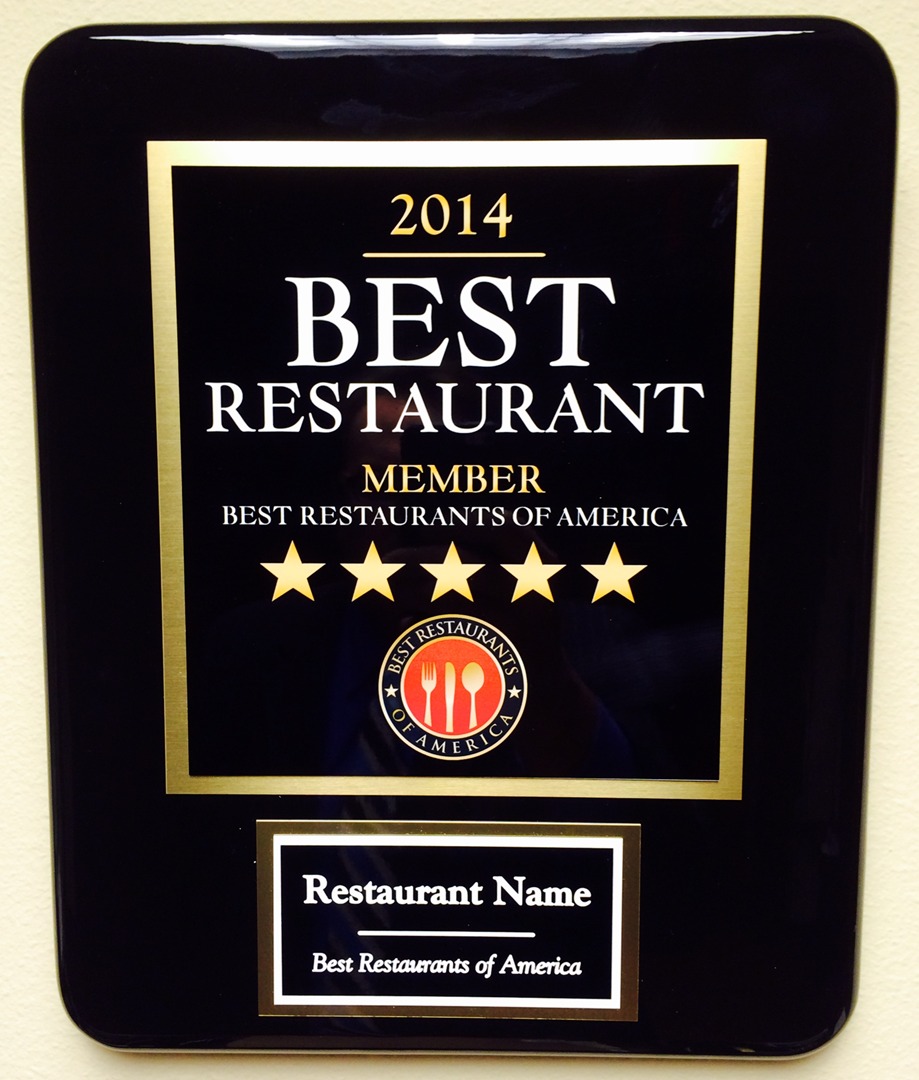 2014
BEST
RESTAURANT
MEMBER
BEST RESTAURANTS OF AMERICA
BEST RESTAURANTS
OF AMERICA
Restaurant Name
Best Restaurants of America